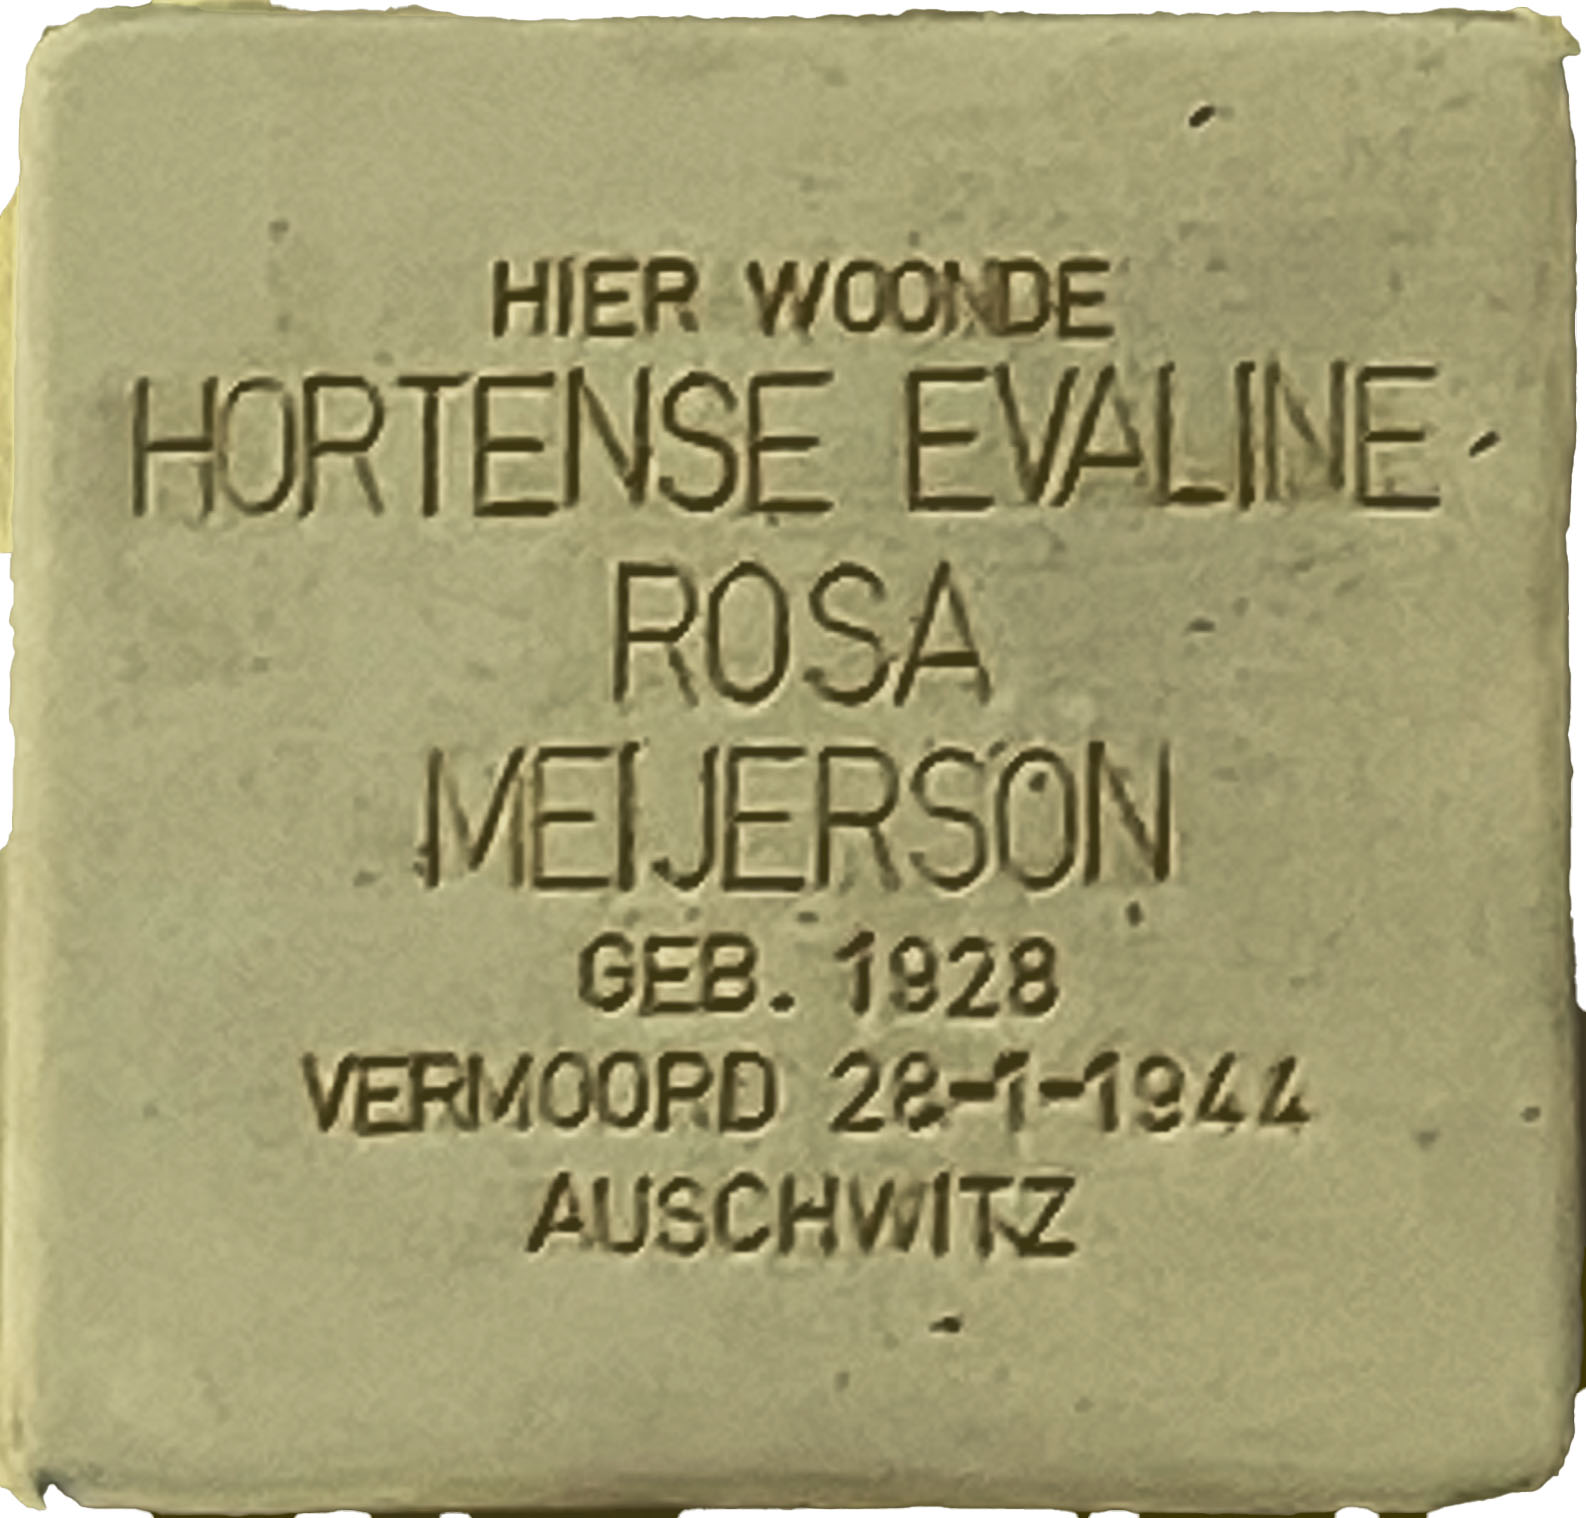 HIER WOONDE
HORTENSE EVALINE
ROSA
MEIJERSON
GEB. 1928
VERMOORD 28-1-1944
AUSCHWITZ